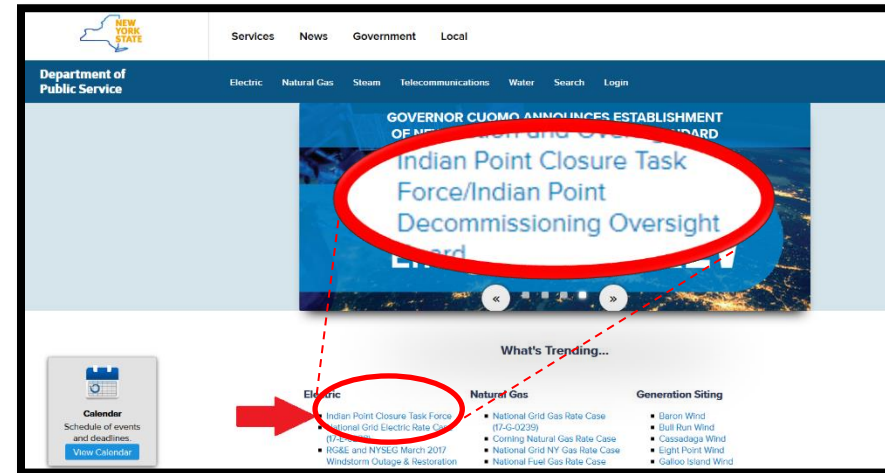 NEW
YORK
STATE
Services News Government Local
Department of
Public Service
Electric Natural Gas Steam Telecommunications Water Search Login
GOVERNOR CUOMO ANNOUNCES ESTABLISHMENT
Indian Point Closure Task
Force/Indian Point
Decommissioning Oversight
« »
What's Trending...
Calendar
Schedule of events
and deadlines.
View Calendar
Electric
Indian Point Closure Task Force
National Grid Electric Rate Case
RG&E and NYSEG March 2017
Windstorm Outage & Restoration
Natural Gas
National Grid Gas Rate Case
(17-G-0239)
Corning Natural Gas Rate Case
National Grid NY Gas Rate Case
National Fuel Gas Rate Case
Generation Siting
Baron Wind
Bull Run Wind
Cassadaga Wind
Eight Point Wind
Galloo Island Wind